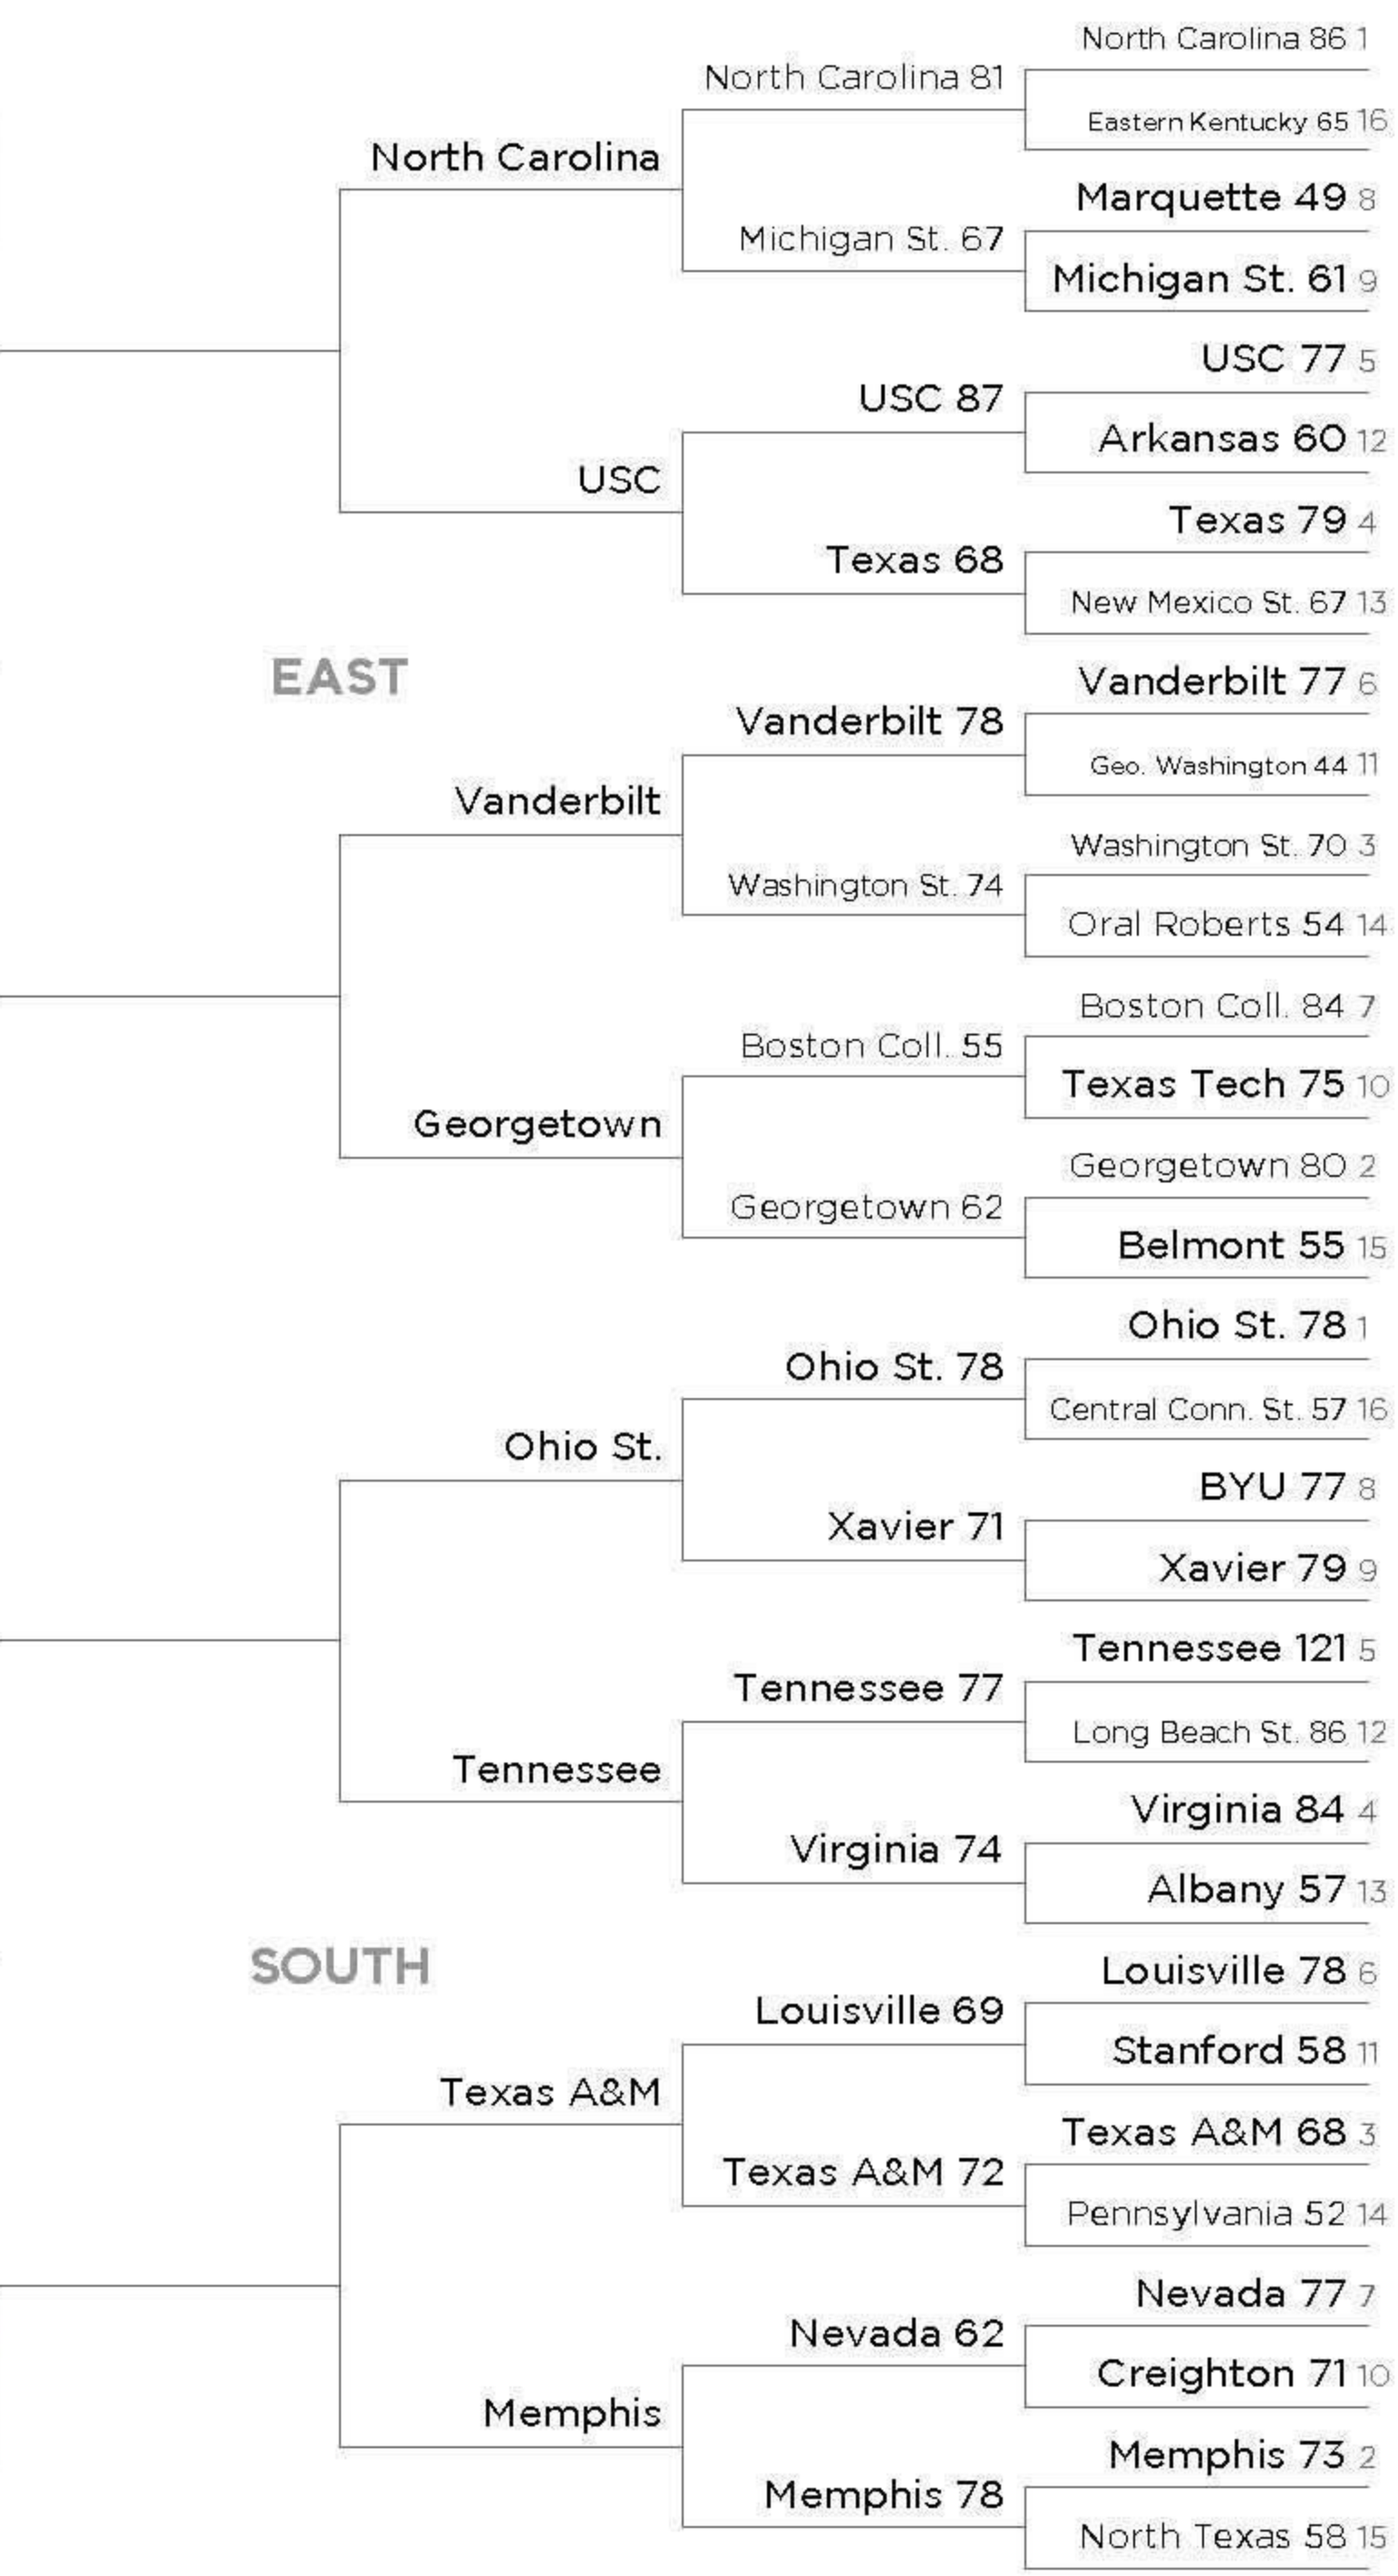 North Carolina 86 1
North Carolina 81
Eastern Kentucky 65 16
North Carolina
Marquette 49 8
Michigan St. 67
Michigan St. 61 9
USC 77 5
USC 87
Arkansas 60 12
USC
Texas 79 4
Texas 68
New Mexico St. 67 13
EAST
Vanderbilt 77 6
Vanderbilt 78
Geo. Washington 44 11
Vanderbilt
Washington St. 70 3
Washington St. 74
Oral Roberts 54 14
Boston Coll. 84 7
Boston Coll. 55
Texas Tech 75 10
Georgetown
Georgetown 80 2
Georgetown 62
Belmont 55 15
Ohio St. 78 1
Ohio St. 78
Central Conn. St. 57 16
Ohio St.
BYU 77 8
Xavier 71
Xavier 79 9
Tennessee 121 5
Tennessee 77
Long Beach St. 86 12
Tennessee
Virginia 84 4
Virginia 74
Albany 57 13
SOUTH
Louisville 78 6
Louisville 69
Stanford 58 11
Texas A&M
Texas A&M 68 3
Texas A&M 72
Pennsylvania 52 14
Nevada 77 7
Nevada 62
Creighton 71 10
Memphis
Memphis 73 2
Memphis 78
North Texas 58 15